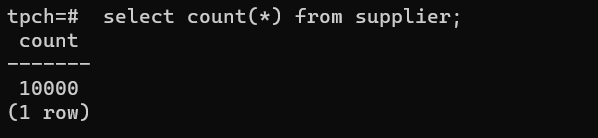 tpch=#  select count(*) from supplier;
 count
-------
 10000
(1 row)